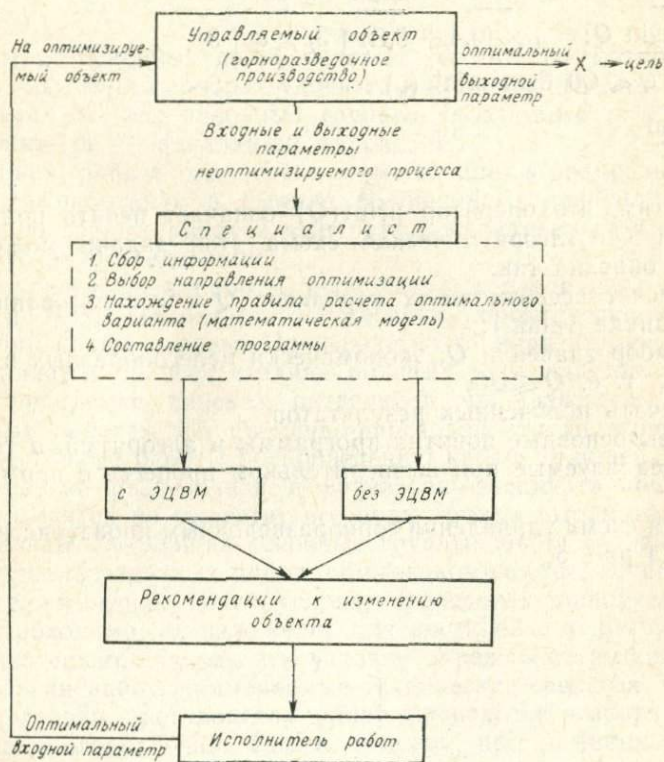 Управляемый объект
(горноразведочное
производство)
На оптимизируе-
мый объект
оптимальный
выходной
параметр
X → цель
Входные и выходные
параметры
неоптимизируемого процесса
Специалист
1. Сбор информации
2. Выбор направления оптимизации
3. Нахождение правила расчета оптимального
варианта (математическая модель)
4. Составление программы
с ЭЦВМ
без ЭЦВМ
Рекомендации к изменению
объекта
Оптимальный
входной параметр
Исполнитель работ